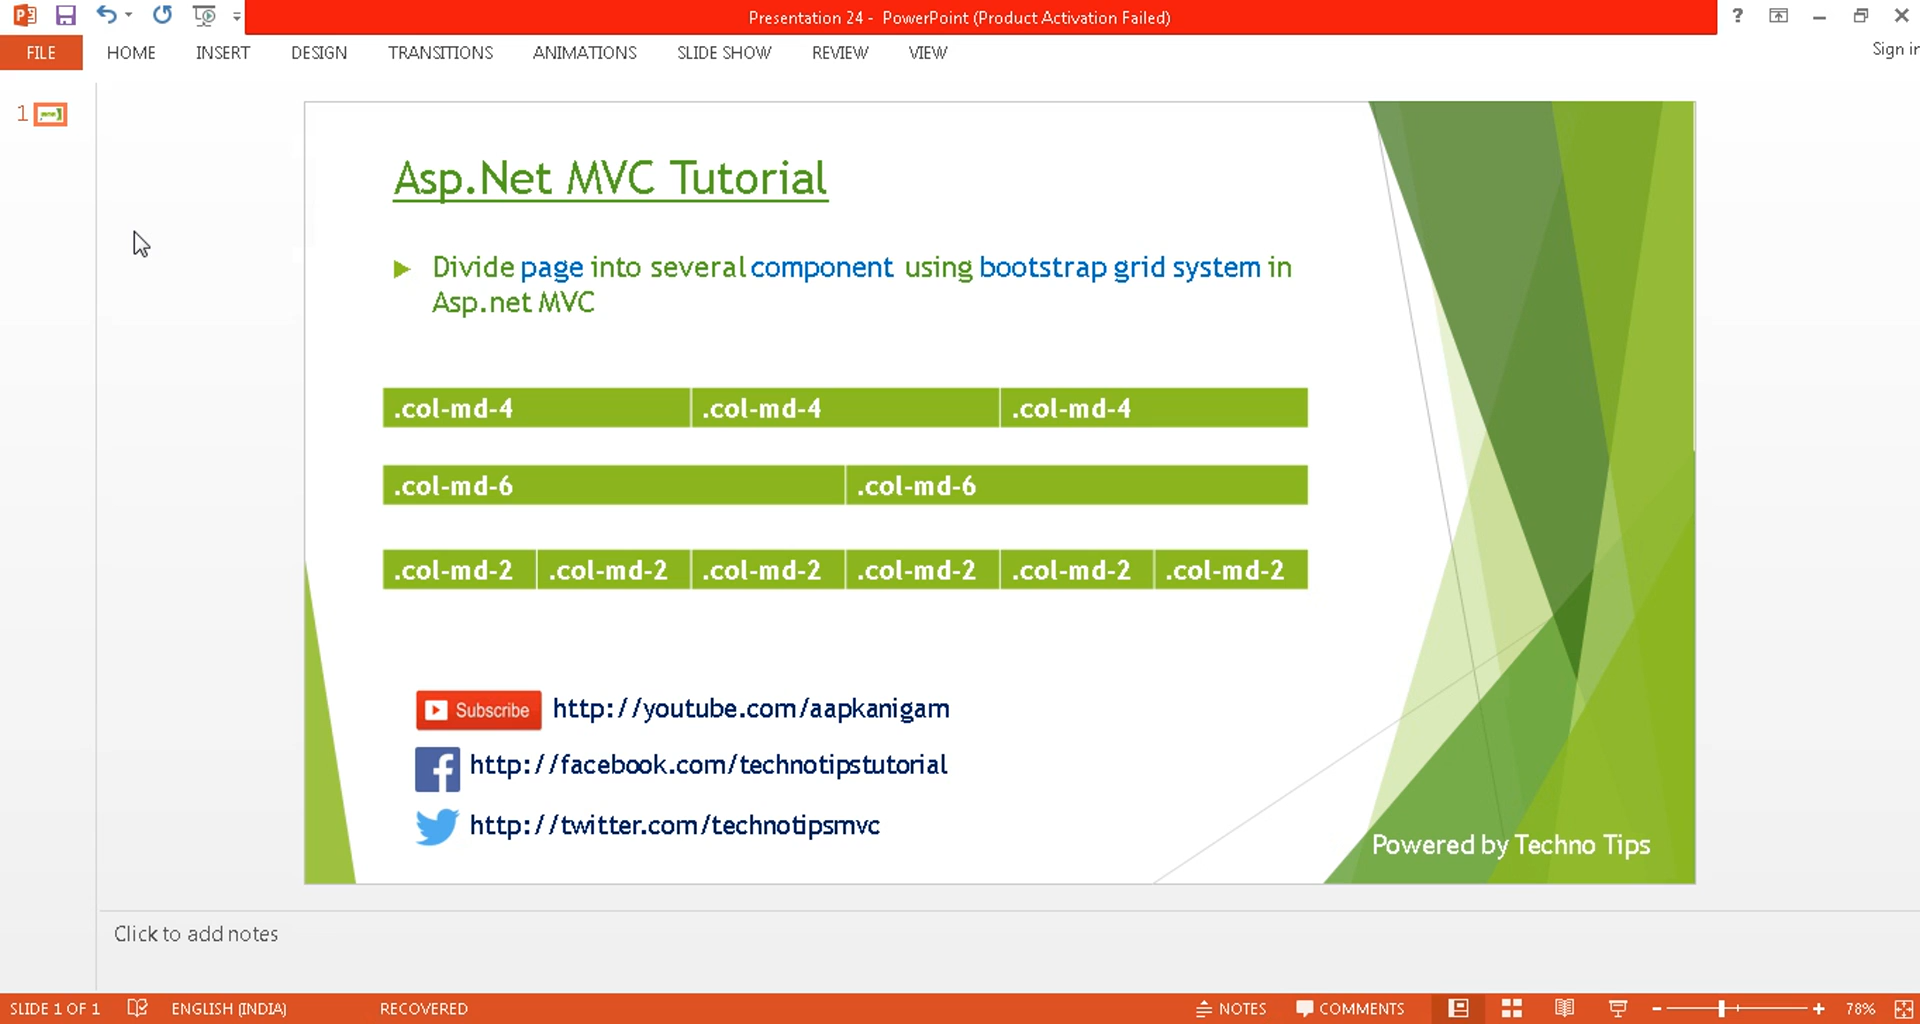 Presentation 24 - PowerPoint (Product Activation Failed)
?
FILE HOME INSERT DESIGN TRANSITIONS ANIMATIONS SLIDE SHOW REVIEW VIEW
Sign in
1
Asp.Net MVC Tutorial
Divide page into several component using bootstrap grid system in
Asp.net MVC
.col-md-4 .col-md-4 .col-md-4
.col-md-6 .col-md-6
.col-md-2 .col-md-2 .col-md-2 .col-md-2 .col-md-2 .col-md-2
Subscribe http://youtube.com/aapkanigam
http://facebook.com/technotipstutorial
http://twitter.com/technotipsmvc
Powered by Techno Tips
Click to add notes
SLIDE 1 OF 1 ENGLISH (INDIA) RECOVERED NOTES COMMENTS 78%